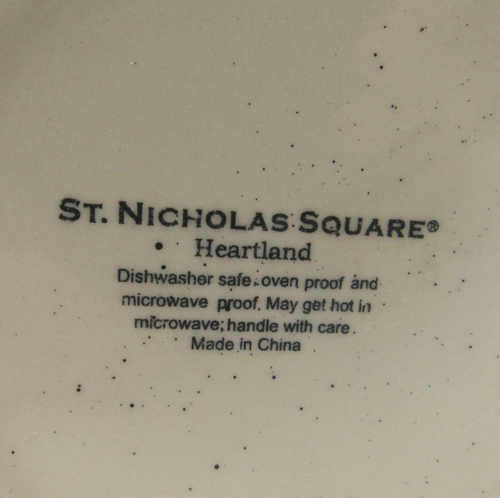 St. Nicholas Square®
Heartland
Dishwasher safe, oven proof and
microwave proof. May get hot in
microwave; handle with care.
Made in China